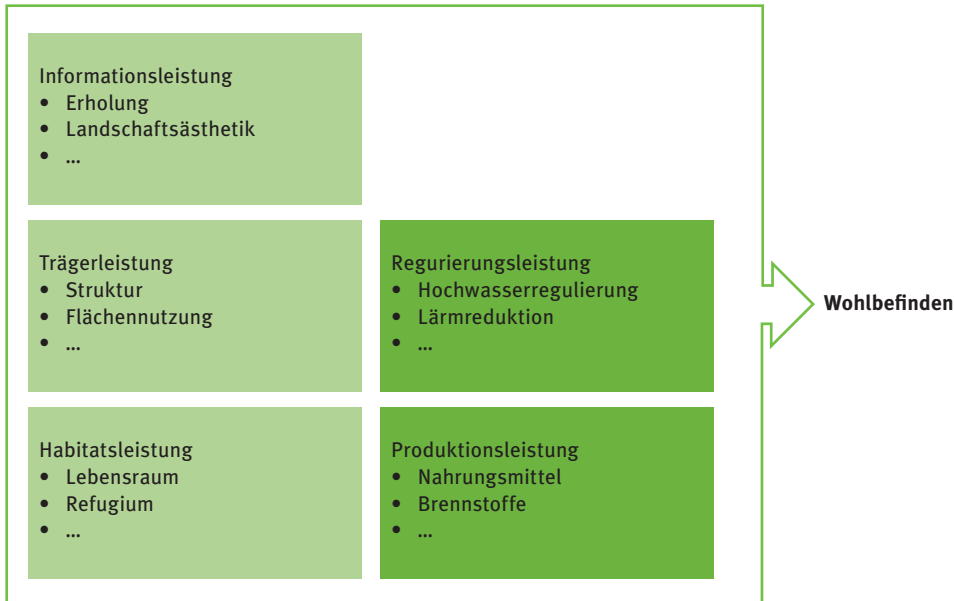 Informationsleistung
• Erholung
• Landschaftsästhetik
• ...
Trägerleistung
• Struktur
• Flächennutzung
• ...
Regurierungsleistung
• Hochwasserregulierung
• Lärmreduktion
• ...
Habitatsleistung
• Lebensraum
• Refugium
• ...
Produktionsleistung
• Nahrungsmittel
• Brennstoffe
• ...
Wohlbefinden